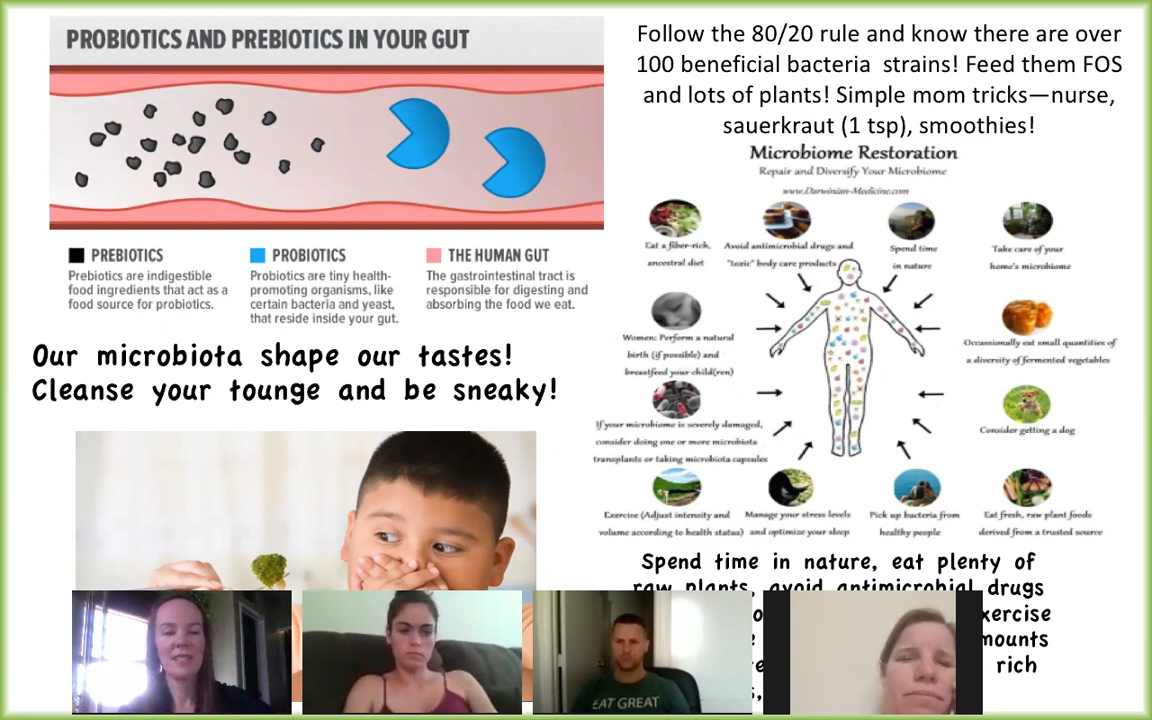 PROBIOTICS AND PREBIOTICS IN YOUR GUT
PREBIOTICS
Prebiotics are indigestible
food ingredients that act as a
food source for probiotics.
PROBIOTICS
Probiotics are tiny health-
promoting organisms, like
certain bacteria and yeast,
that reside inside your gut.
THE HUMAN GUT
The gastrointestinal tract is
responsible for digesting and
absorbing the food we eat.
Our microbiota shape our tastes!
Cleanse your tounge and be sneaky!
Follow the 80/20 rule and know there are over
100 beneficial bacteria strains! Feed them FOS
and lots of plants! Simple mom tricks—nurse,
sauerkraut (1 tsp), smoothies!
Microbiome Restoration
Repair and Diversify Your Microbiome
www.Darwinian-Medicine.com
Eat a fiber-rich,
ancestral diet
Avoid antimicrobial drugs and
"toxic" body care products
Spend time
in nature
Take care of your
home's microbiome
Women: Perform a natural
birth (if possible) and
breastfeed your child(ren)
Occassionally eat small quantities of
a diversity of fermented vegetables
If your microbiome is severely damaged,
consider doing one or more microbiota
transplants or taking microbiota capsules
Consider getting a dog
Exercise (Adjust intensity and
volume according to health status)
Manage your stress levels
and optimize your sleep
Pick up bacteria from
healthy people
Eat fresh, raw plant foods
derived from a trusted source
Spend time in nature, eat plenty of
raw plants, avoid antimicrobial drugs
rich
EAT GREAT